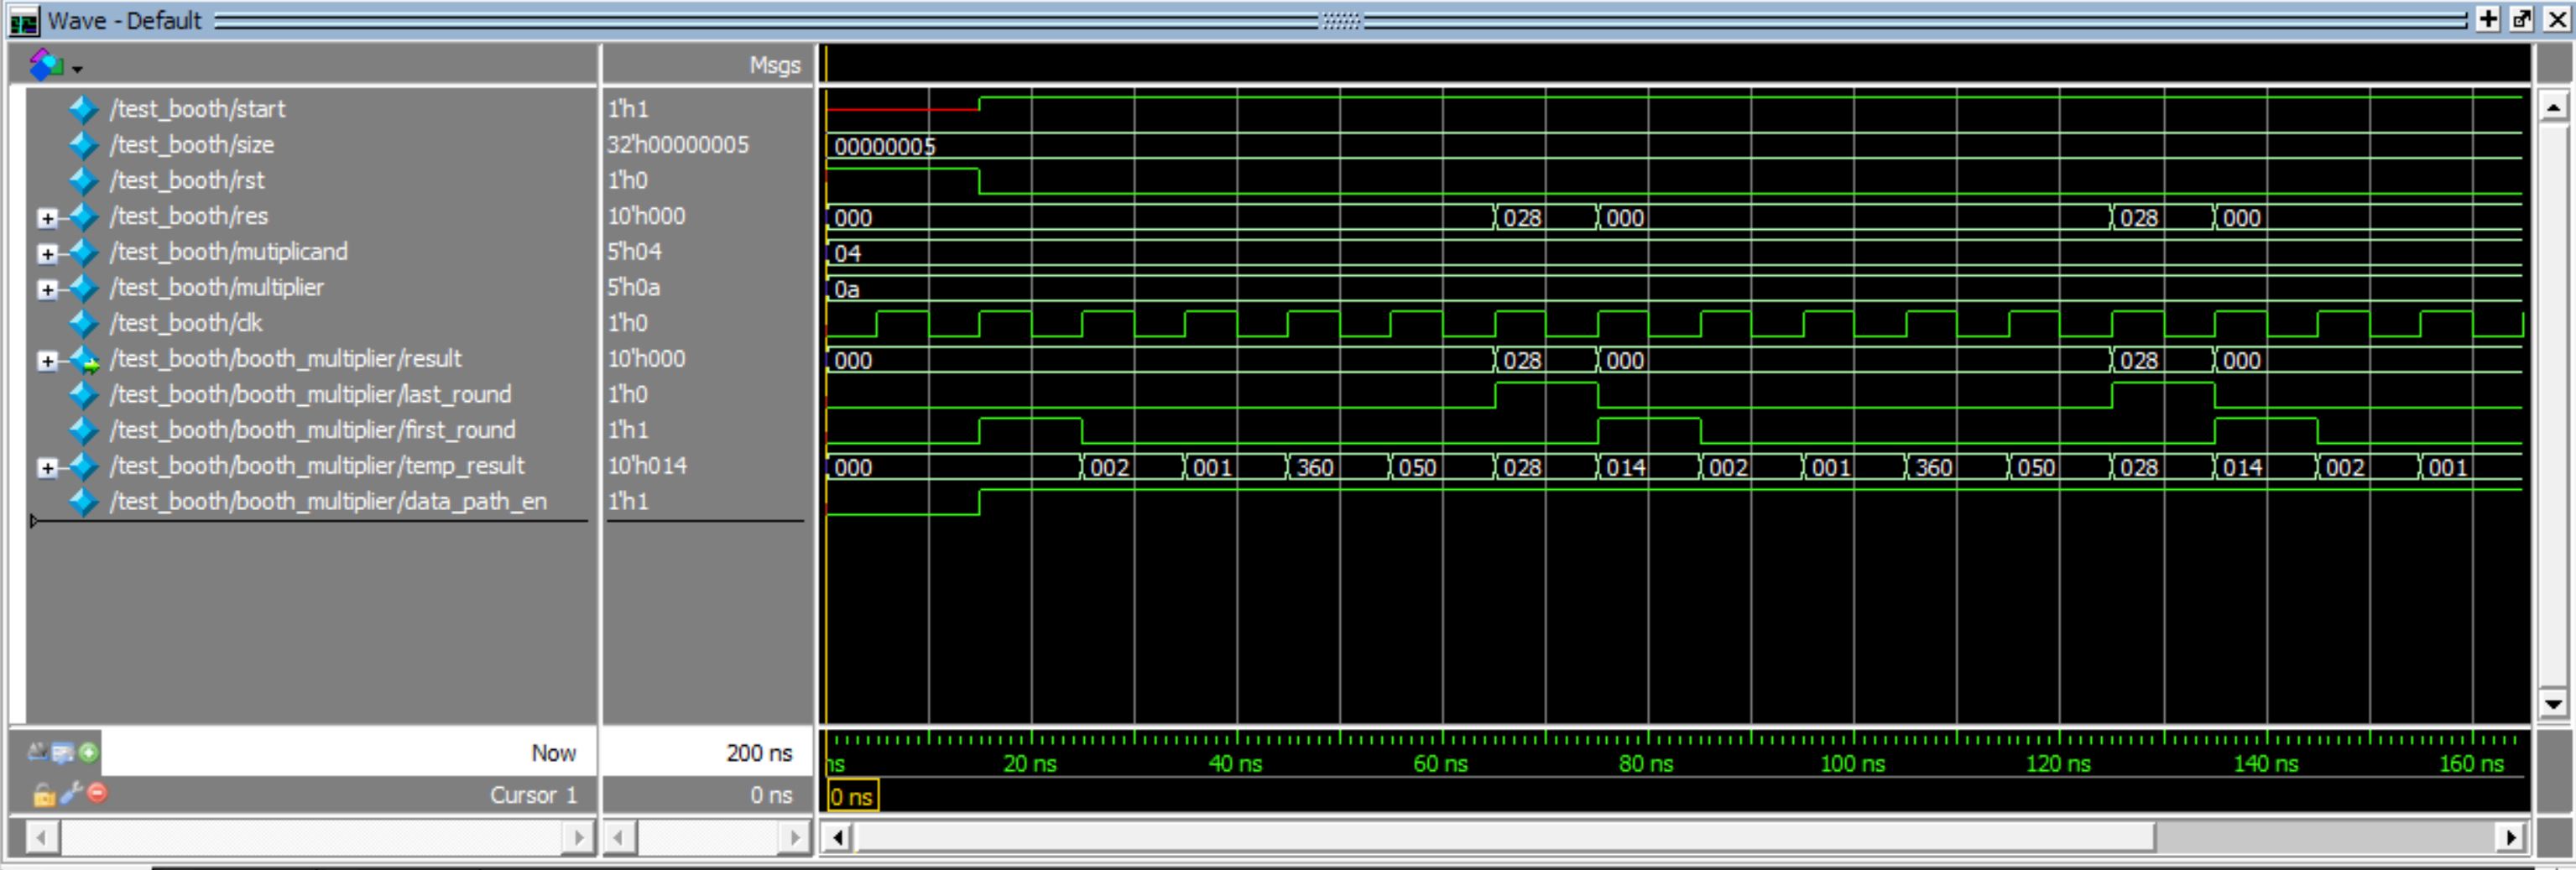 Wave - Default
Msgs
/test_booth/start 1'h1
/test_booth/size 32'h00000005 00000005
/test_booth/rst 1'h0
/test_booth/res 10'h000 000 028 000 028 000
/test_booth/mutiplicand 5'h04 04
/test_booth/multiplier 5'h0a 0a
/test_booth/clk 1'h0
/test_booth/booth_multiplier/result 10'h000 000 028 000 028 000
/test_booth/booth_multiplier/last_round 1'h0
/test_booth/booth_multiplier/first_round 1'h1
/test_booth/booth_multiplier/temp_result 10'h014 000 002 001 360 050 028 014 002 001 360 050 028 014 002 001
/test_booth/booth_multiplier/data_path_en 1'h1
Now 200 ns ns 20 ns 40 ns 60 ns 80 ns 100 ns 120 ns 140 ns 160 ns
Cursor 1 0 ns 0 ns